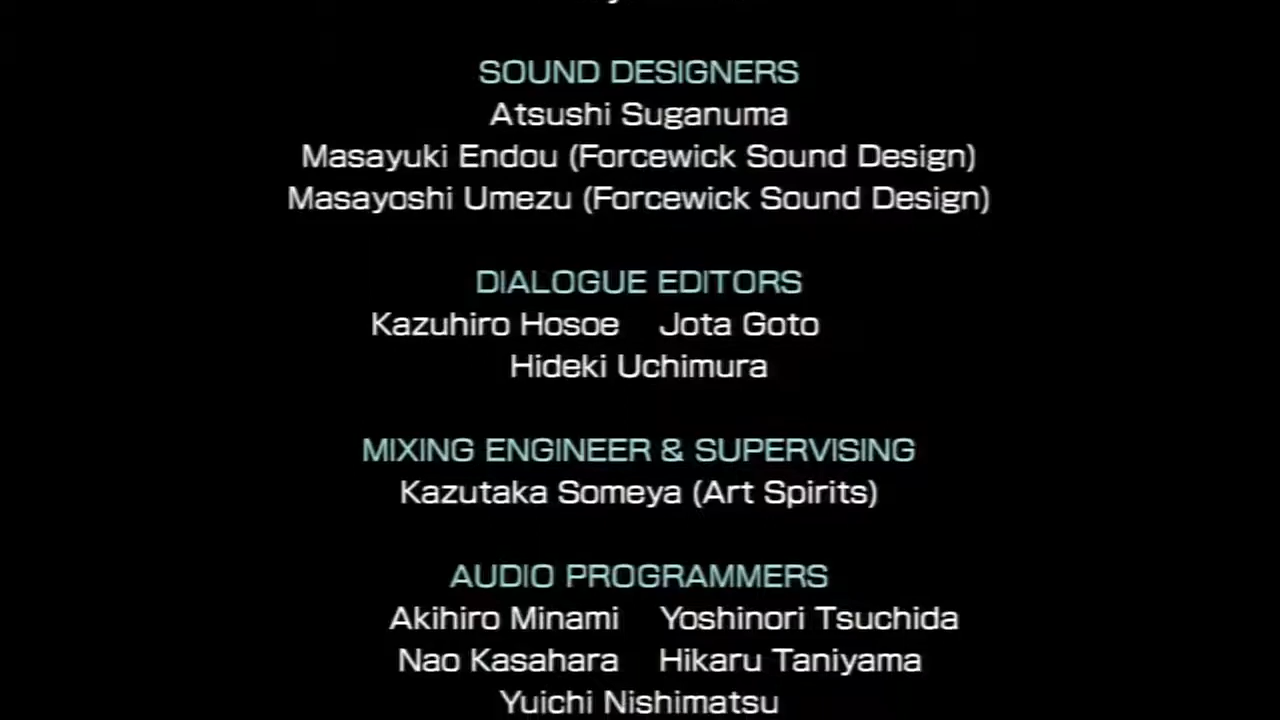 SOUND DESIGNERS
Atsushi Suganuma
Masayuki Endou (Forcewick Sound Design)
Masayoshi Umezu (Forcewick Sound Design)
DIALOGUE EDITORS
Kazuhiro Hosoe Jota Goto
Hideki Uchimura
MIXING ENGINEER & SUPERVISING
Kazutaka Someya (Art Spirits)
AUDIO PROGRAMMERS
Akihiro Minami Yoshinori Tsuchida
Nao Kasahara Hikaru Taniyama
Yuichi Nishimatsu